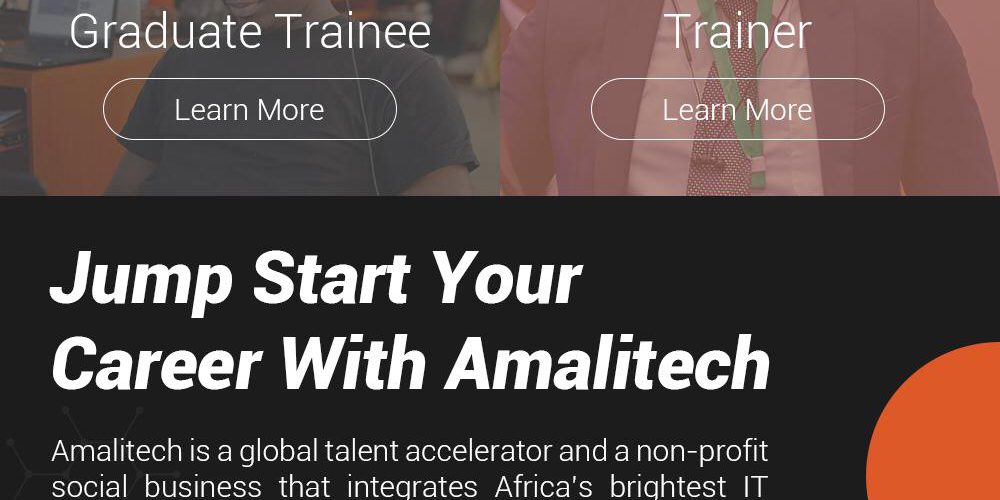 Graduate Trainee
Trainer
Learn More
Learn More
Jump Start Your
Career With Amalitech
Amalitech is a global talent accelerator and a non-profit
social business that integrates Africa's brightest IT